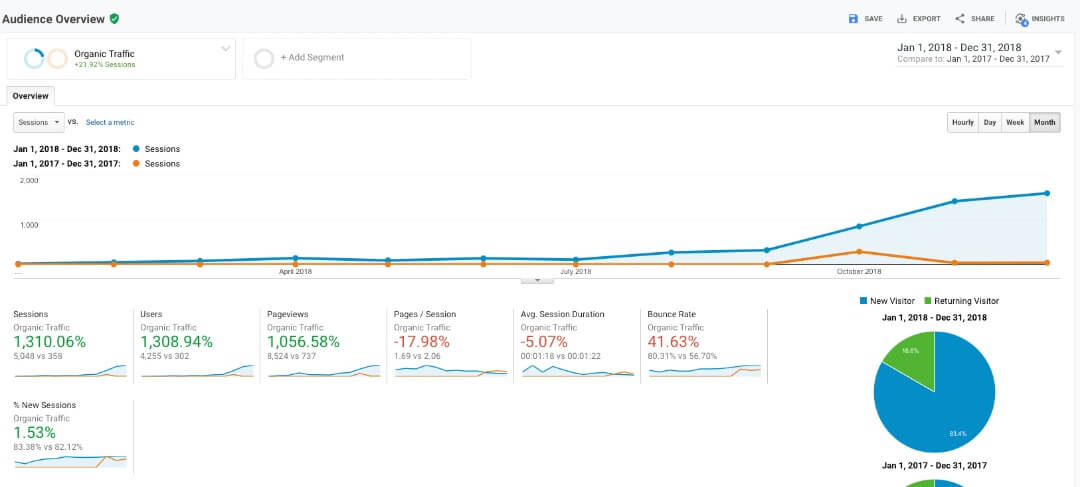 Audience Overview
SAVE
EXPORT
SHARE
INSIGHTS
Organic Traffic
+21.92% Sessions
+ Add Segment
Jan 1, 2018 - Dec 31, 2018
Compare to: Jan 1, 2017 - Dec 31, 2017
Overview
Sessions
VS.
Select a metric
Hourly
Day
Week
Month
Jan 1, 2018 - Dec 31, 2018:
Sessions
Jan 1, 2017 - Dec 31, 2017:
Sessions
2,000
1,000
...
April 2018
July 2018
October 2018
Sessions
Organic Traffic
1,310.06%
5,048 vs 358
Users
Organic Traffic
1,308.94%
4,255 vs 302
Pageviews
Organic Traffic
1,056.58%
8,524 vs 737
Pages / Session
Organic Traffic
-17.98%
1.69 vs 2.06
Avg. Session Duration
Organic Traffic
-5.07%
00:01:18 vs 00:01:22
Bounce Rate
Organic Traffic
41.63%
80.31% vs 56.70%
% New Sessions
Organic Traffic
1.53%
83.38% vs 82.12%
New Visitor
Returning Visitor
Jan 1, 2018 - Dec 31, 2018
16.6%
83.4%
Jan 1, 2017 - Dec 31, 2017